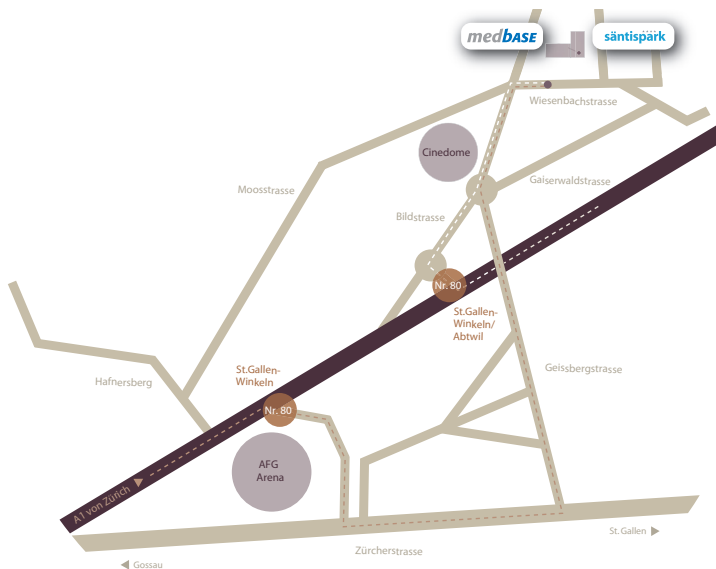 medbase
säntispärk
Wiesenbachstrasse
Cinedome
Gaiserwaldstrasse
Moosstrasse
Bildstrasse
Nr. 80
St.Gallen-
Winkeln/
Abtwil
St.Gallen-
Winkeln
Geissbergstrasse
Hafnersberg
Nr. 80
AFG
Arena
A1 von Zürich
St. Gallen
Zürcherstrasse
Gossau